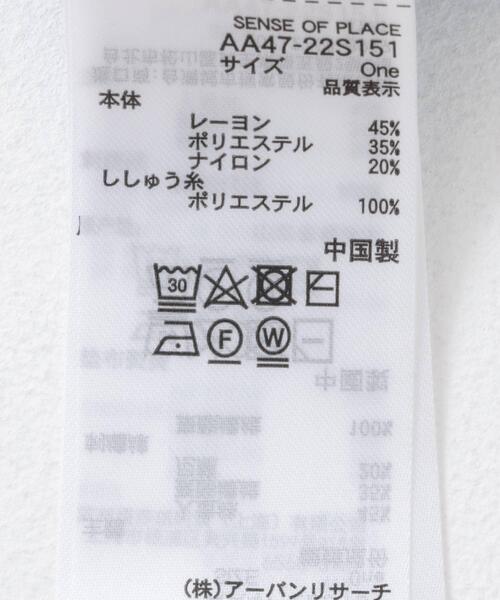 SENSE OF PLACE
AA47-22S151
サイズ One
品質表示
本体
レーヨン 45%
ポリエステル 35%
ナイロン 20%
ししゅう糸
ポリエステル 100%
中国製
30
F W
(株)アーバンリサーチ